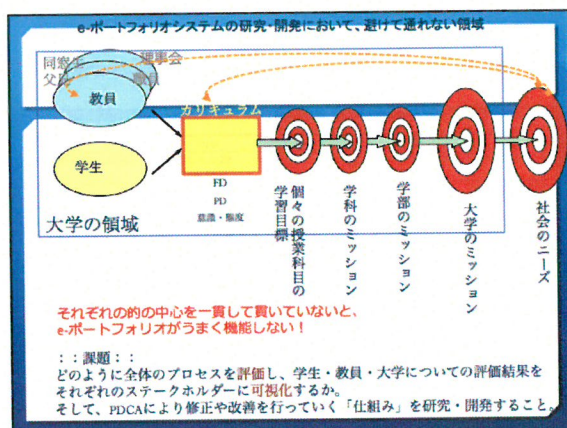 e-ポートフォリオシステムの研究・開発において、避けて通れない領域
同窓生
理事会
父兄
職員
教員
カリキュラム
学生
FD
PD
意識・態度
大学の領域
個々の授業科目の
学習目標
学科のミッション
学部のミッション
大学のミッション
社会のニーズ
それぞれの的の中心を一貫して貫いていないと、
e-ポートフォリオがうまく機能しない！
：：課題：：
どのように全体のプロセスを評価し、学生・教員・大学についての評価結果を
それぞれのステークホルダーに可視化するか。
そして、PDCAにより修正や改善を行っていく「仕組み」を研究・開発すること。